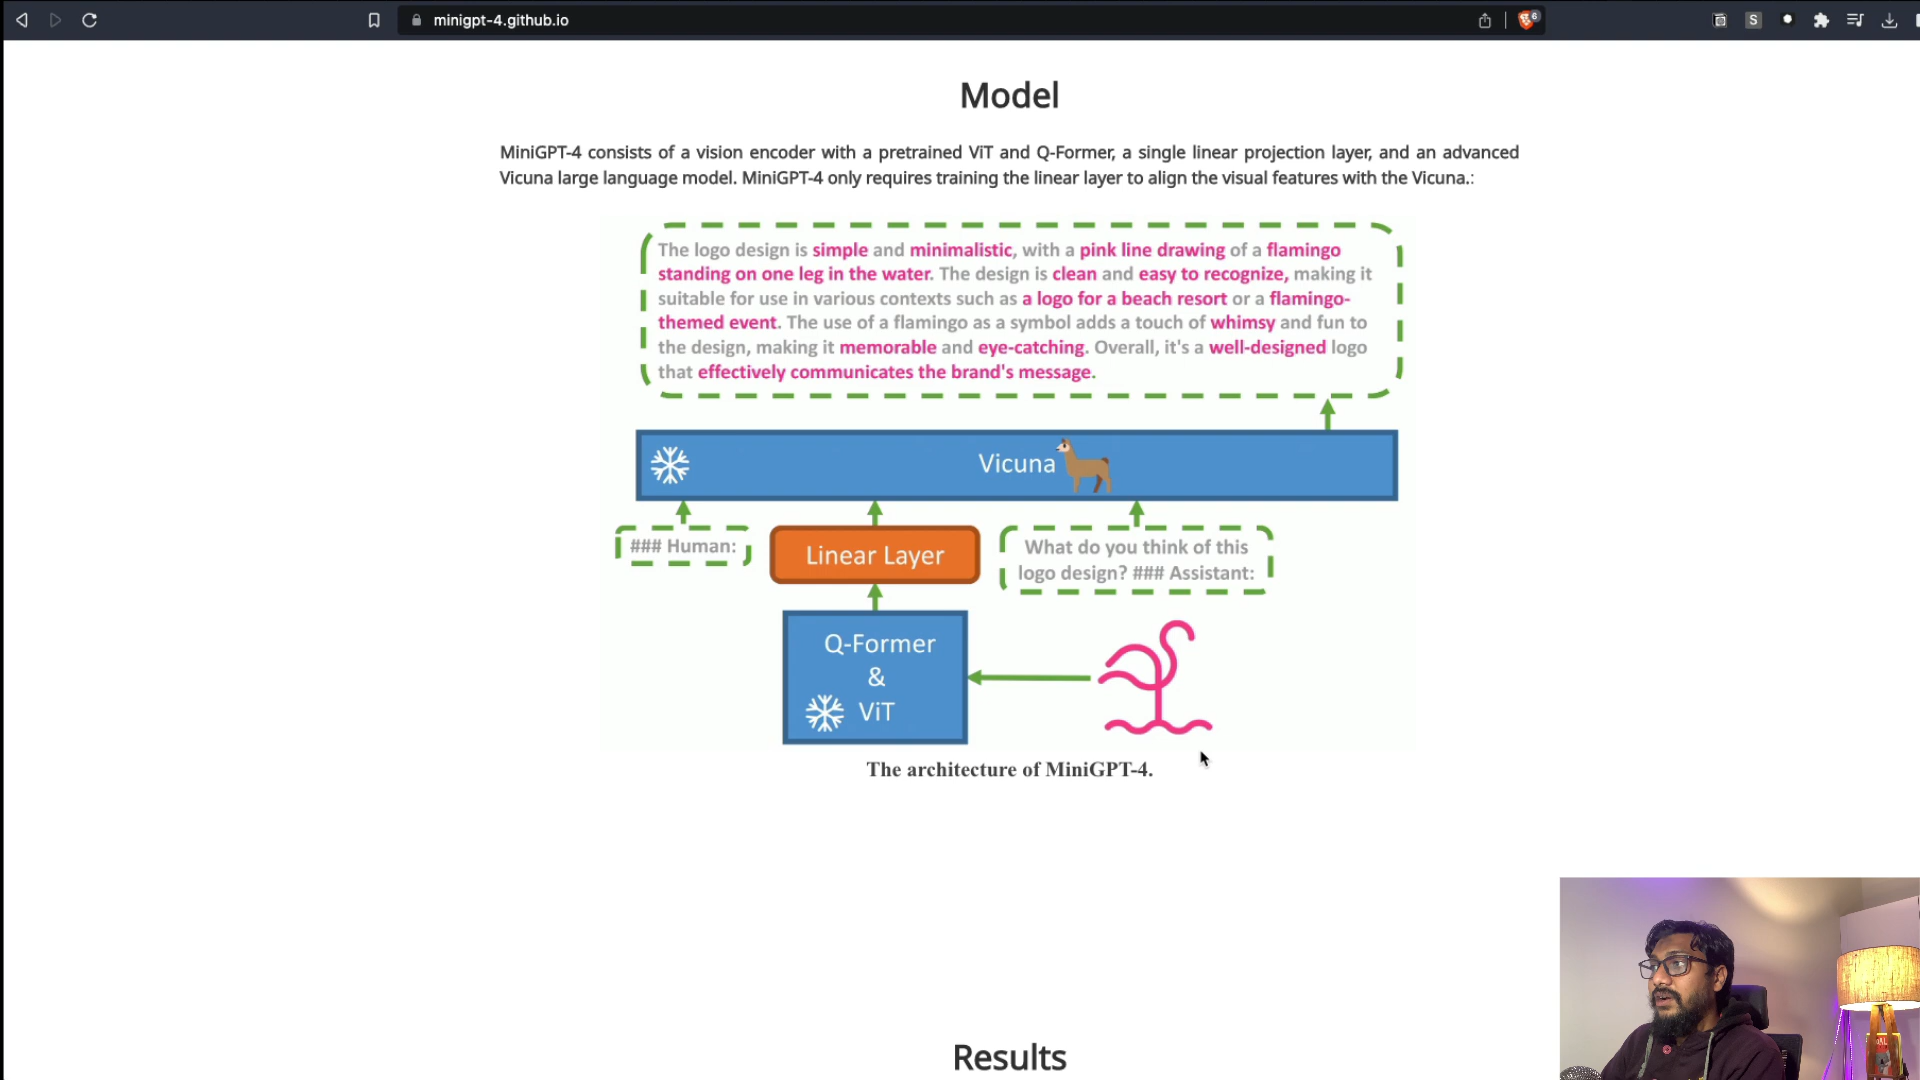 minigpt-4.github.io
6
S
Model
MiniGPT-4 consists of a vision encoder with a pretrained ViT and Q-Former, a single linear projection layer, and an advanced
Vicuna large language model. MiniGPT-4 only requires training the linear layer to align the visual features with the Vicuna.:
The logo design is simple and minimalistic, with a pink line drawing of a flamingo
standing on one leg in the water. The design is clean and easy to recognize, making it
suitable for use in various contexts such as a logo for a beach resort or a flamingo-
themed event. The use of a flamingo as a symbol adds a touch of whimsy and fun to
the design, making it memorable and eye-catching. Overall, it's a well-designed logo
that effectively communicates the brand's message.
Vicuna
### Human:
Linear Layer
What do you think of this
logo design? ### Assistant:
Q-Former
&
ViT
The architecture of MiniGPT-4.
Results